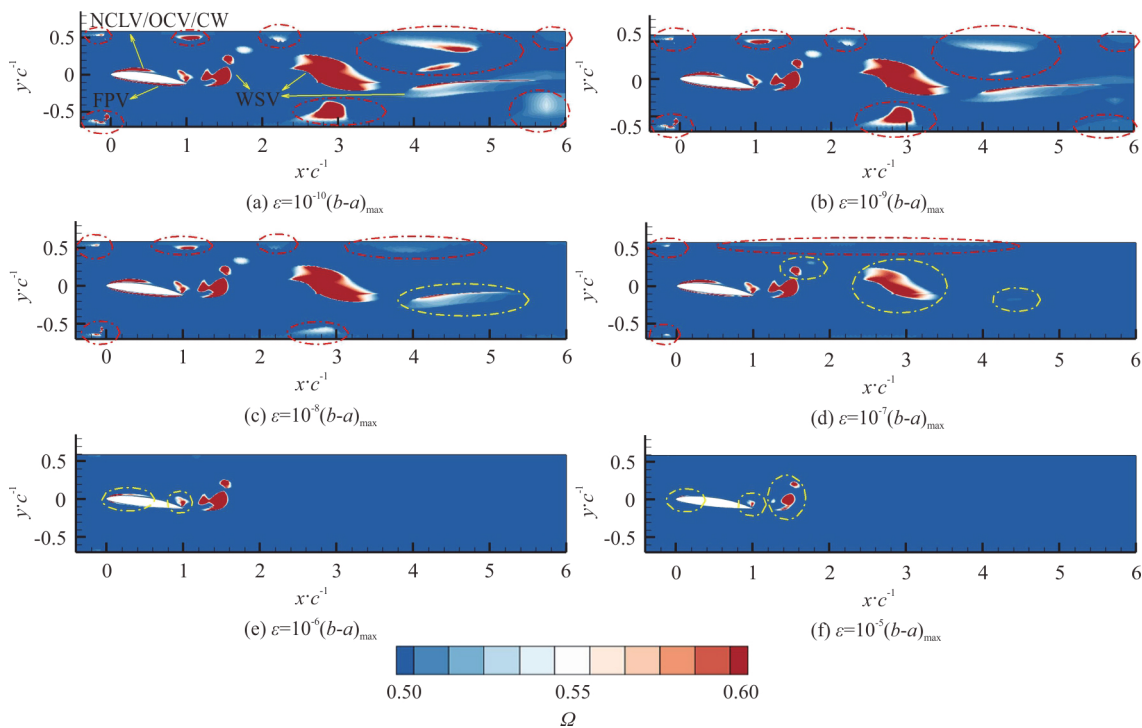 NCLV/OCV/CW
FPV
WSV
y·c⁻¹
0.5
0
-0.5
0 1 2 3 4 5 6
x·c⁻¹
(a) ε=10⁻¹⁰(b-a)max
y·c⁻¹
0.5
0
-0.5
0 1 2 3 4 5 6
x·c⁻¹
(b) ε=10⁻⁹(b-a)max
y·c⁻¹
0.5
0
-0.5
0 1 2 3 4 5 6
x·c⁻¹
(c) ε=10⁻⁸(b-a)max
y·c⁻¹
0.5
0
-0.5
0 1 2 3 4 5 6
x·c⁻¹
(d) ε=10⁻⁷(b-a)max
y·c⁻¹
0.5
0
-0.5
0 1 2 3 4 5 6
x·c⁻¹
(e) ε=10⁻⁶(b-a)max
y·c⁻¹
0.5
0
-0.5
0 1 2 3 4 5 6
x·c⁻¹
(f) ε=10⁻⁵(b-a)max
0.50 0.55 0.60
Ω